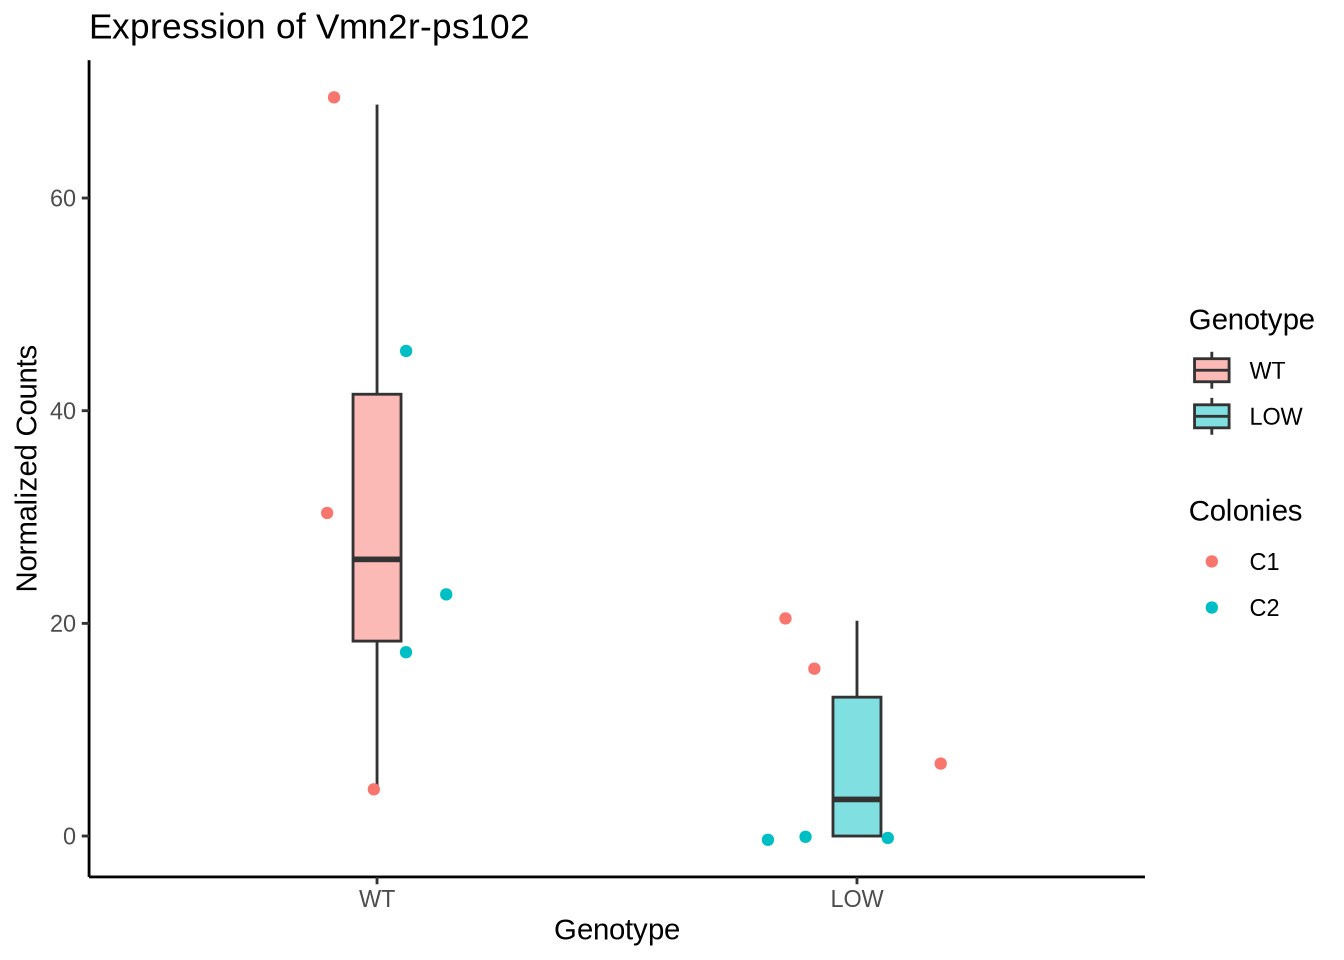 Expression of Vmn2r-ps102
Normalized Counts
60
40
20
0
WT
LOW
Genotype
Genotype
WT
LOW
Colonies
C1
C2